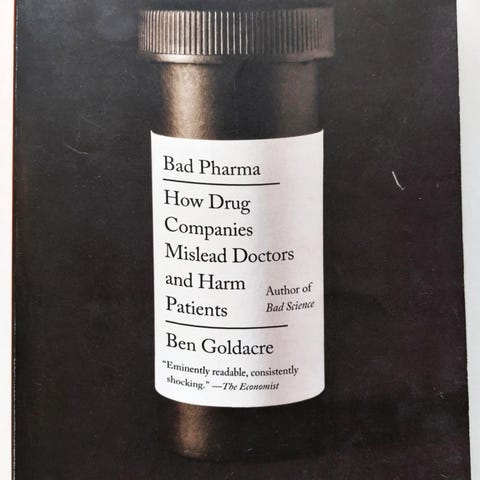 Bad Pharma
How Drug
Companies
Mislead Doctors
and Harm
Patients
Author of
Bad Science
Ben Goldacre
“Eminently readable, consistently
shocking.” —The Economist